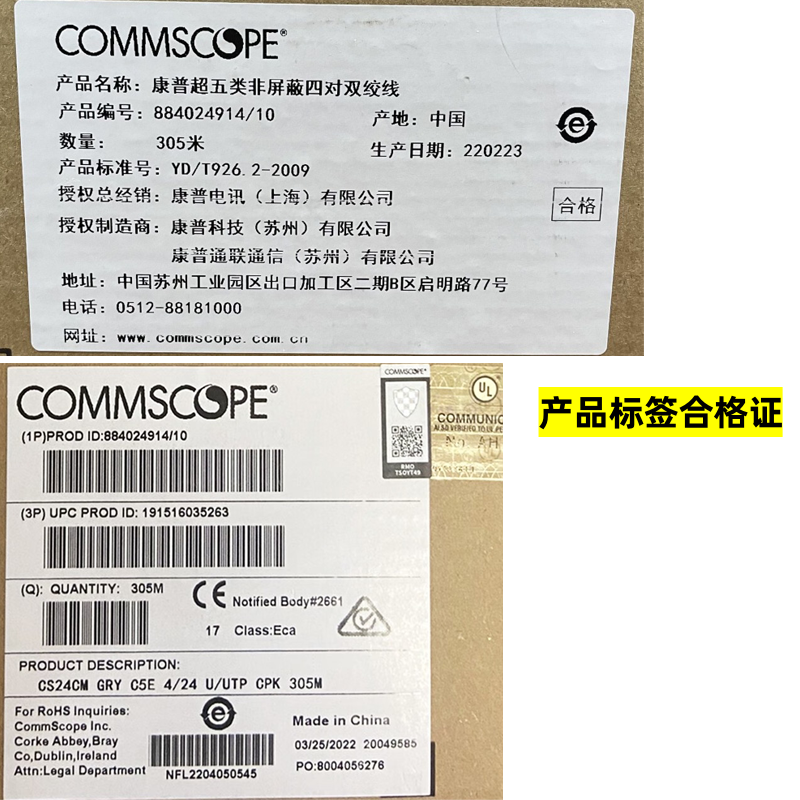 COMMSCOPE®
产品名称：康普超五类非屏蔽四对双绞线
产品编号：884024914/10
产地：中国
数量： 305米
生产日期：220223
产品标准号：YD/T926.2-2009
授权总经销：康普电讯（上海）有限公司
合格
授权制造商：康普科技（苏州）有限公司
康普通联通信（苏州）有限公司
地址：中国苏州工业园区出口加工区二期B区启明路77号
电话：0512-88181000
网址：www.commscope.com.cn
COMMSCOPE®
(1P)PROD ID:884024914/10
(3P) UPC PROD ID: 191516035263
(Q): QUANTITY: 305M
CE Notified Body#2661
17 Class:Eca
PRODUCT DESCRIPTION:
CS24CM GRY C5E 4/24 U/UTP CPK 305M
For RoHS Inquiries:
CommScope Inc.
Corke Abbey,Bray
Co,Dublin,Ireland
Attn:Legal Department
NFL2204050545
Made in China
03/25/2022 20049585
PO:8004056276
COMMSCOPE®
RMO
TSOYT49
UL
COMMUNIC
产品标签合格证